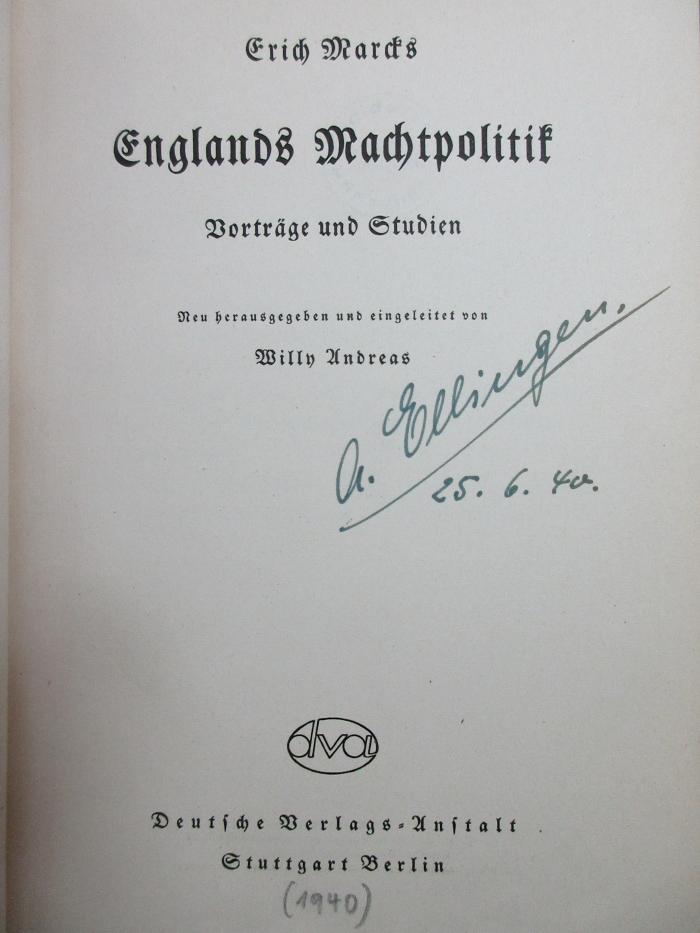 Erich Marcks
Englands Machtpolitik
Vorträge und Studien
Neu herausgegeben und eingeleitet von
Willy Andreas
A. Ellingen.
25. 6. 40.
dva
Deutſche Verlags-Anſtalt
Stuttgart Berlin
(1940)